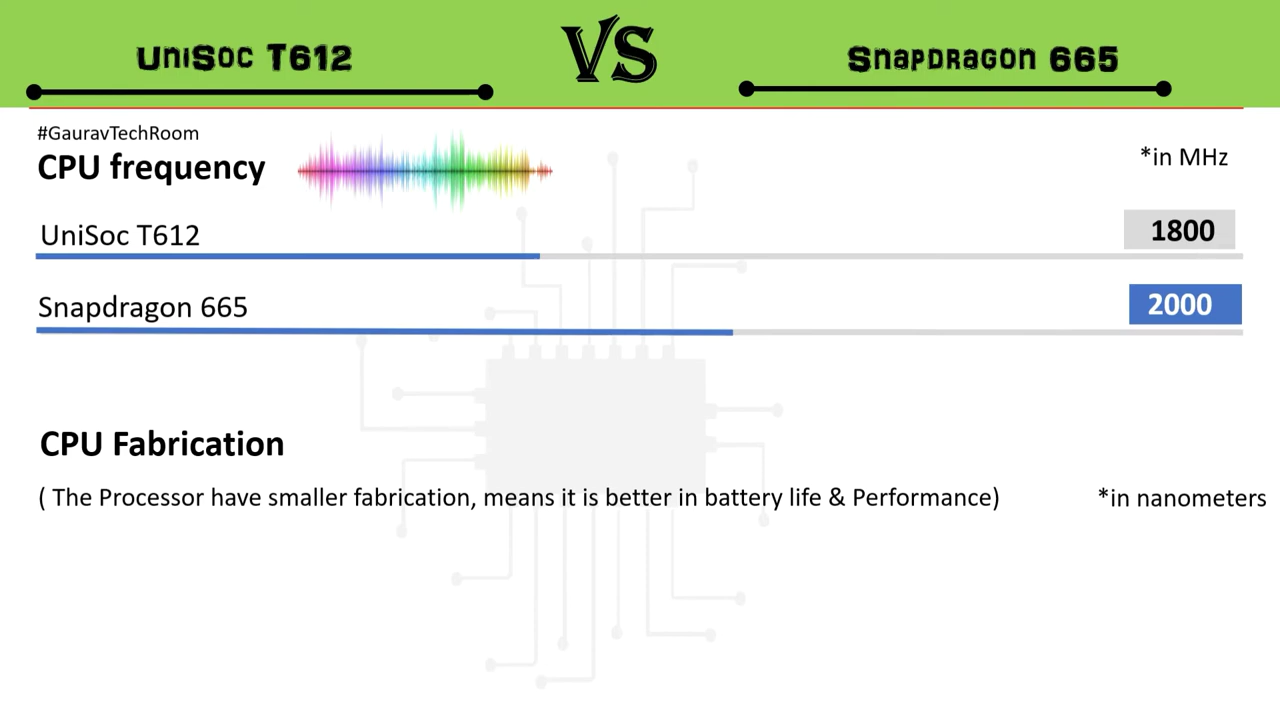 UniSoc T612
VS
Snapdragon 665
#GauravTechRoom
CPU frequency
*in MHz
UniSoc T612
1800
Snapdragon 665
2000
CPU Fabrication
( The Processor have smaller fabrication, means it is better in battery life & Performance)
*in nanometers